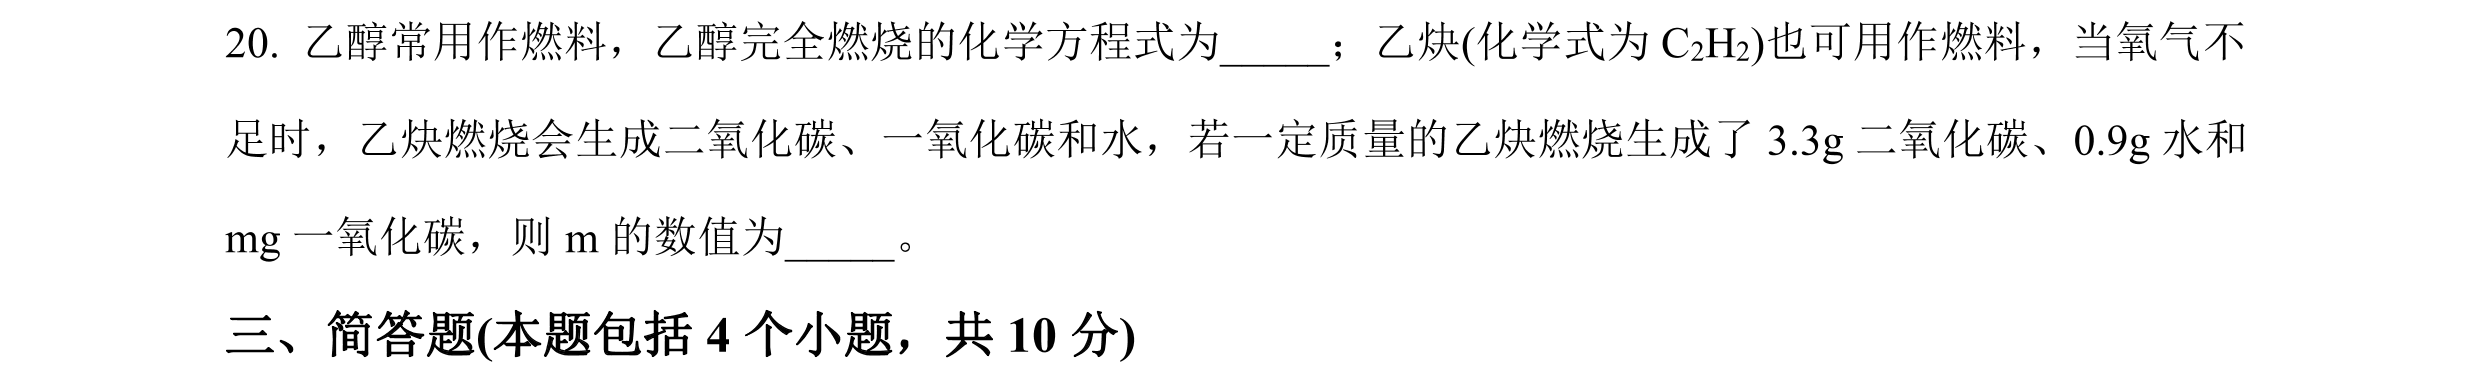 20. 乙醇常用作燃料，乙醇完全燃烧的化学方程式为_____；乙炔(化学式为 C₂H₂)也可用作燃料，当氧气不
足时，乙炔燃烧会生成二氧化碳、一氧化碳和水，若一定质量的乙炔燃烧生成了 3.3g 二氧化碳、0.9g 水和
mg 一氧化碳，则 m 的数值为_____。
三、简答题(本题包括 4 个小题，共 10 分)